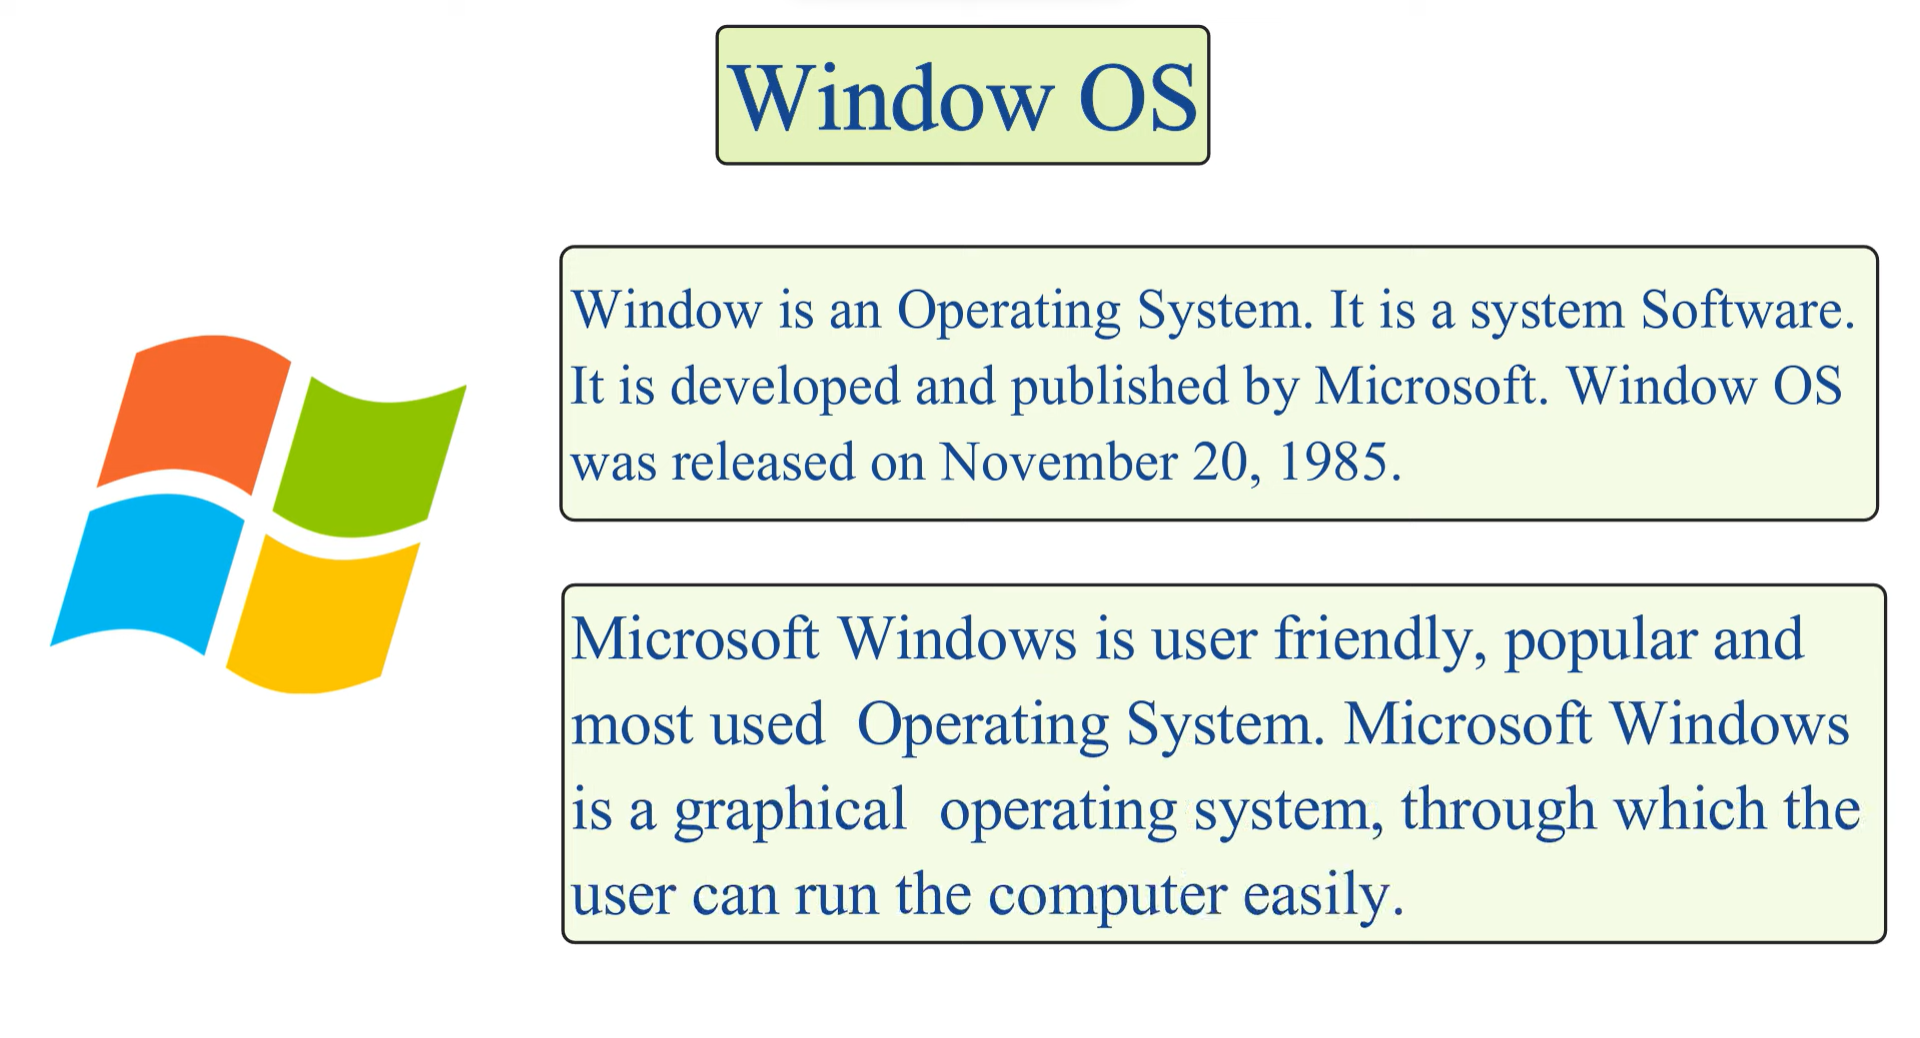 Window OS
Window is an Operating System. It is a system Software.
It is developed and published by Microsoft. Window OS
was released on November 20, 1985.
Microsoft Windows is user friendly, popular and
most used  Operating System. Microsoft Windows
is a graphical  operating system, through which the
user can run the computer easily.